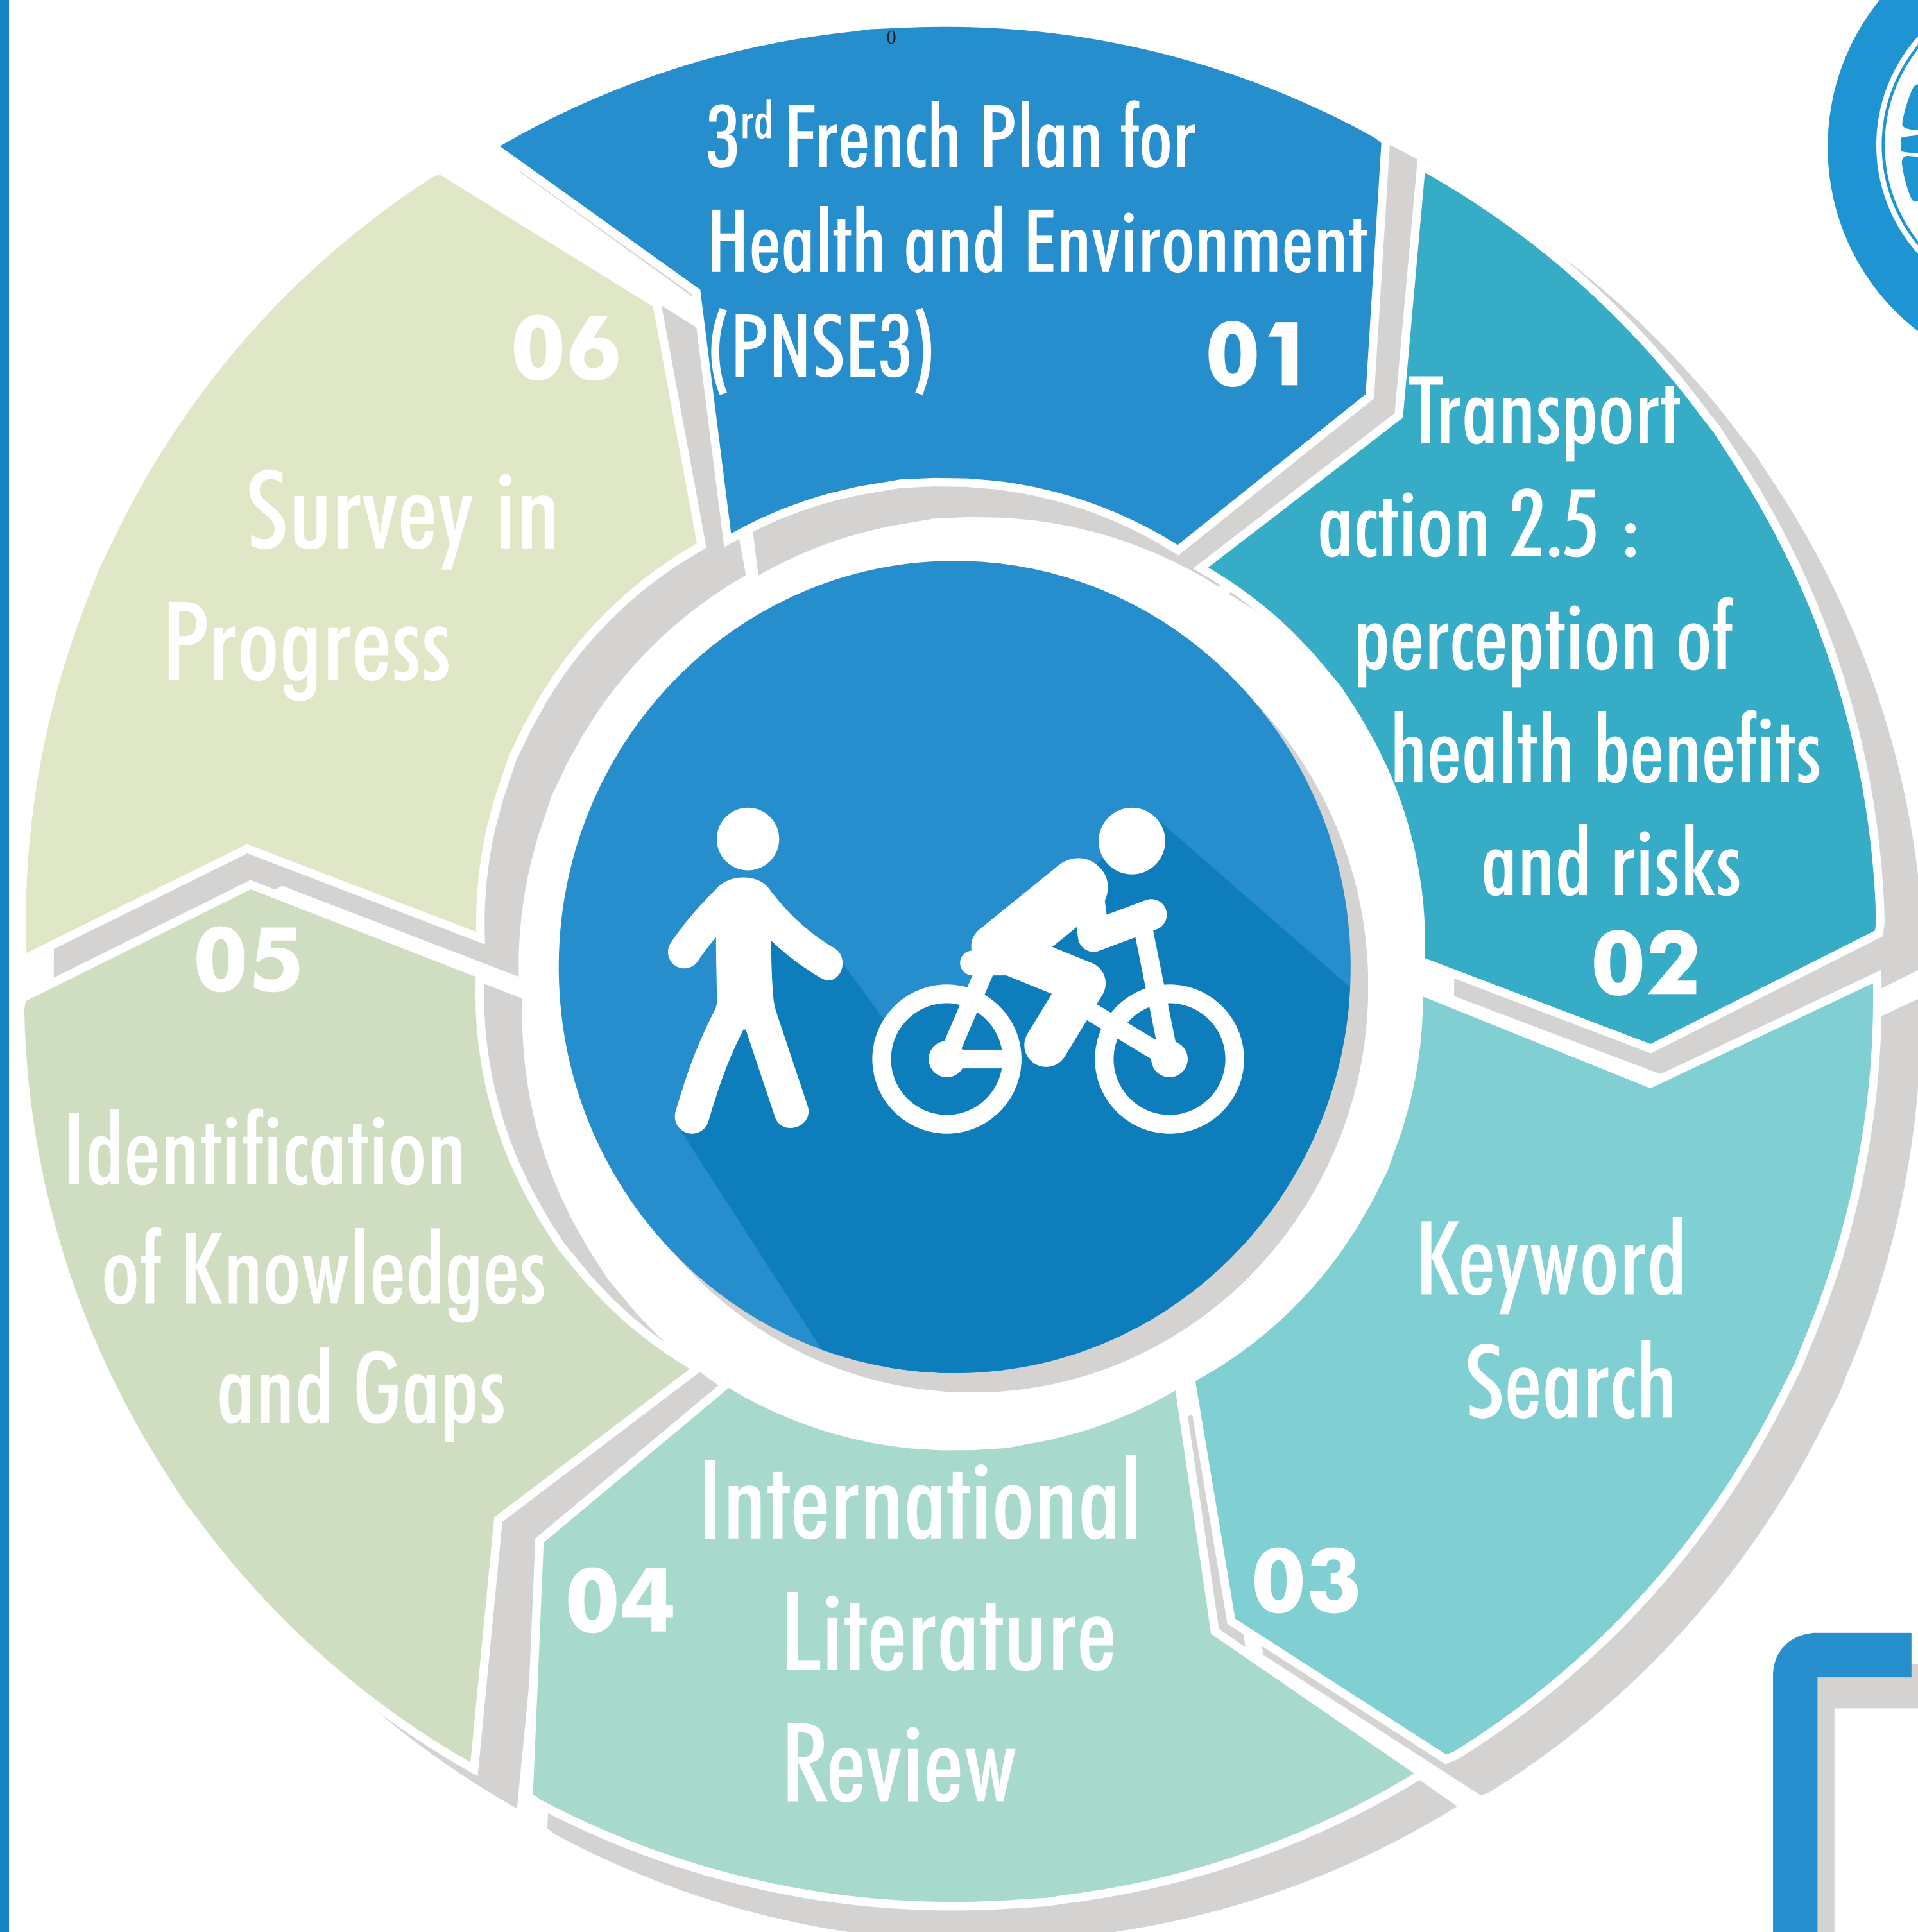 0
3rd French Plan for
Health and Environment
(PNSE3)
01
Transport
action 2.5 :
perception of
health benefits
and risks
02
Keyword
Search
03
International
Literature
Review
04
05
Identification
of Knowledges
and Gaps
06
Survey in
Progress